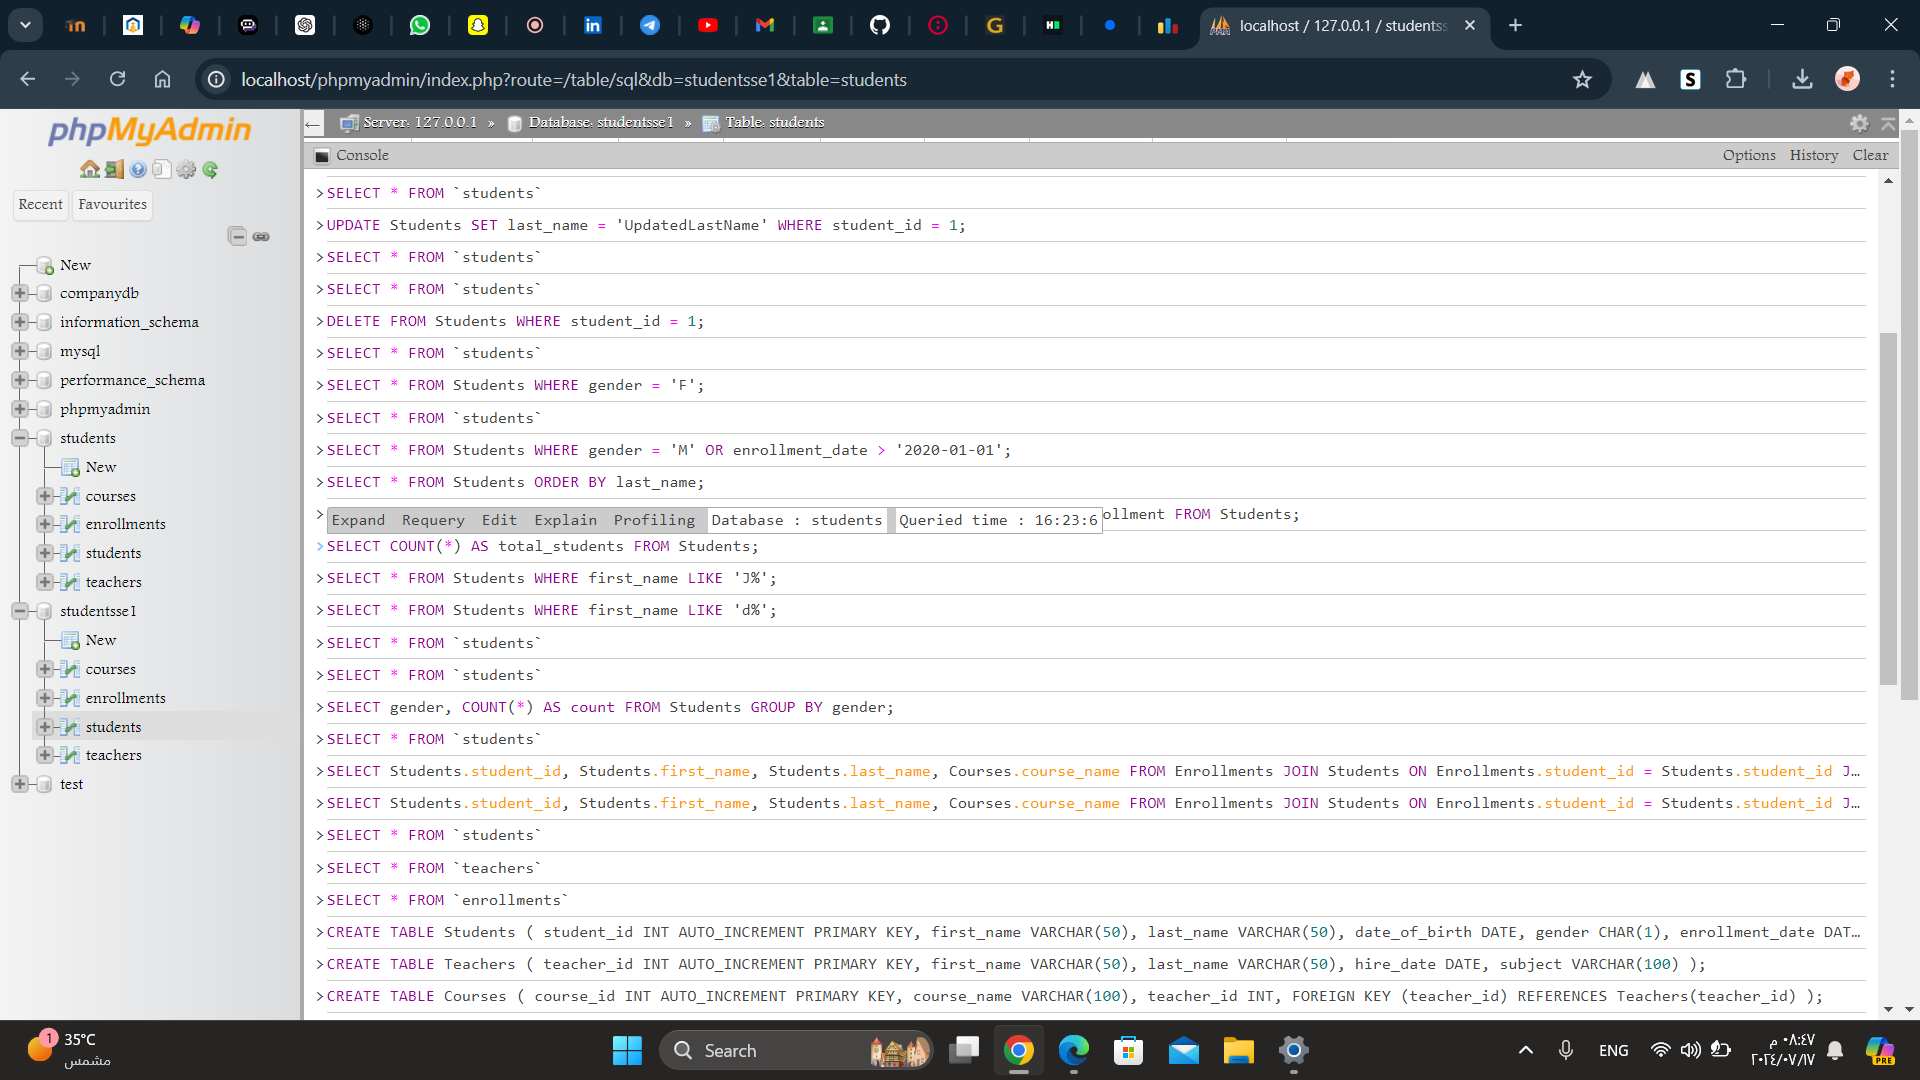 localhost / 127.0.0.1 / studentss
localhost/phpmyadmin/index.php?route=/table/sql&db=studentsse1&table=students
phpMyAdmin
Recent
Favourites
New
companydb
information_schema
mysql
performance_schema
phpmyadmin
students
New
courses
enrollments
students
teachers
studentsse1
New
courses
enrollments
students
teachers
test
Server: 127.0.0.1 » Database: studentsse1 » Table: students
Console
Options History Clear
>SELECT * FROM `students`
>UPDATE Students SET last_name = 'UpdatedLastName' WHERE student_id = 1;
>SELECT * FROM `students`
>SELECT * FROM `students`
>DELETE FROM Students WHERE student_id = 1;
>SELECT * FROM `students`
>SELECT * FROM Students WHERE gender = 'F';
>SELECT * FROM `students`
>SELECT * FROM Students WHERE gender = 'M' OR enrollment_date > '2020-01-01';
>SELECT * FROM Students ORDER BY last_name;
> Expand Requery Edit Explain Profiling Database : students Queried time : 16:23:6 ollment FROM Students;
>SELECT COUNT(*) AS total_students FROM Students;
>SELECT * FROM Students WHERE first_name LIKE 'J%';
>SELECT * FROM Students WHERE first_name LIKE 'd%';
>SELECT * FROM `students`
>SELECT * FROM `students`
>SELECT gender, COUNT(*) AS count FROM Students GROUP BY gender;
>SELECT * FROM `students`
>SELECT Students.student_id, Students.first_name, Students.last_name, Courses.course_name FROM Enrollments JOIN Students ON Enrollments.student_id = Students.student_id J…
>SELECT Students.student_id, Students.first_name, Students.last_name, Courses.course_name FROM Enrollments JOIN Students ON Enrollments.student_id = Students.student_id J…
>SELECT * FROM `students`
>SELECT * FROM `teachers`
>SELECT * FROM `enrollments`
>CREATE TABLE Students ( student_id INT AUTO_INCREMENT PRIMARY KEY, first_name VARCHAR(50), last_name VARCHAR(50), date_of_birth DATE, gender CHAR(1), enrollment_date DAT…
>CREATE TABLE Teachers ( teacher_id INT AUTO_INCREMENT PRIMARY KEY, first_name VARCHAR(50), last_name VARCHAR(50), hire_date DATE, subject VARCHAR(100) );
>CREATE TABLE Courses ( course_id INT AUTO_INCREMENT PRIMARY KEY, course_name VARCHAR(100), teacher_id INT, FOREIGN KEY (teacher_id) REFERENCES Teachers(teacher_id) );
1
35°C
مشمس
Search
ENG
٠٨:٤٧ م
٢٠٢٤/٠٧/١٧
PRE